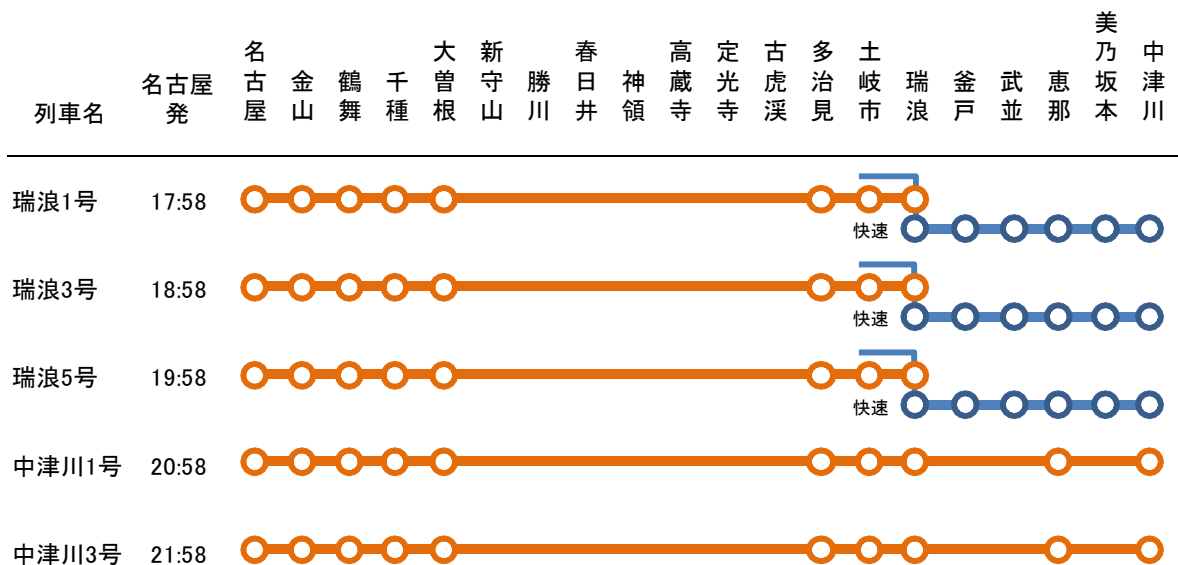 列車名
名古屋発
名古屋
金山
鶴舞
千種
大曽根
新守山
勝川
春日井
神領
高蔵寺
定光寺
古虎渓
多治見
土岐市
瑞浪
釜戸
武並
恵那
美乃坂本
中津川
瑞浪1号 17:58
快速
瑞浪3号 18:58
快速
瑞浪5号 19:58
快速
中津川1号 20:58
中津川3号 21:58